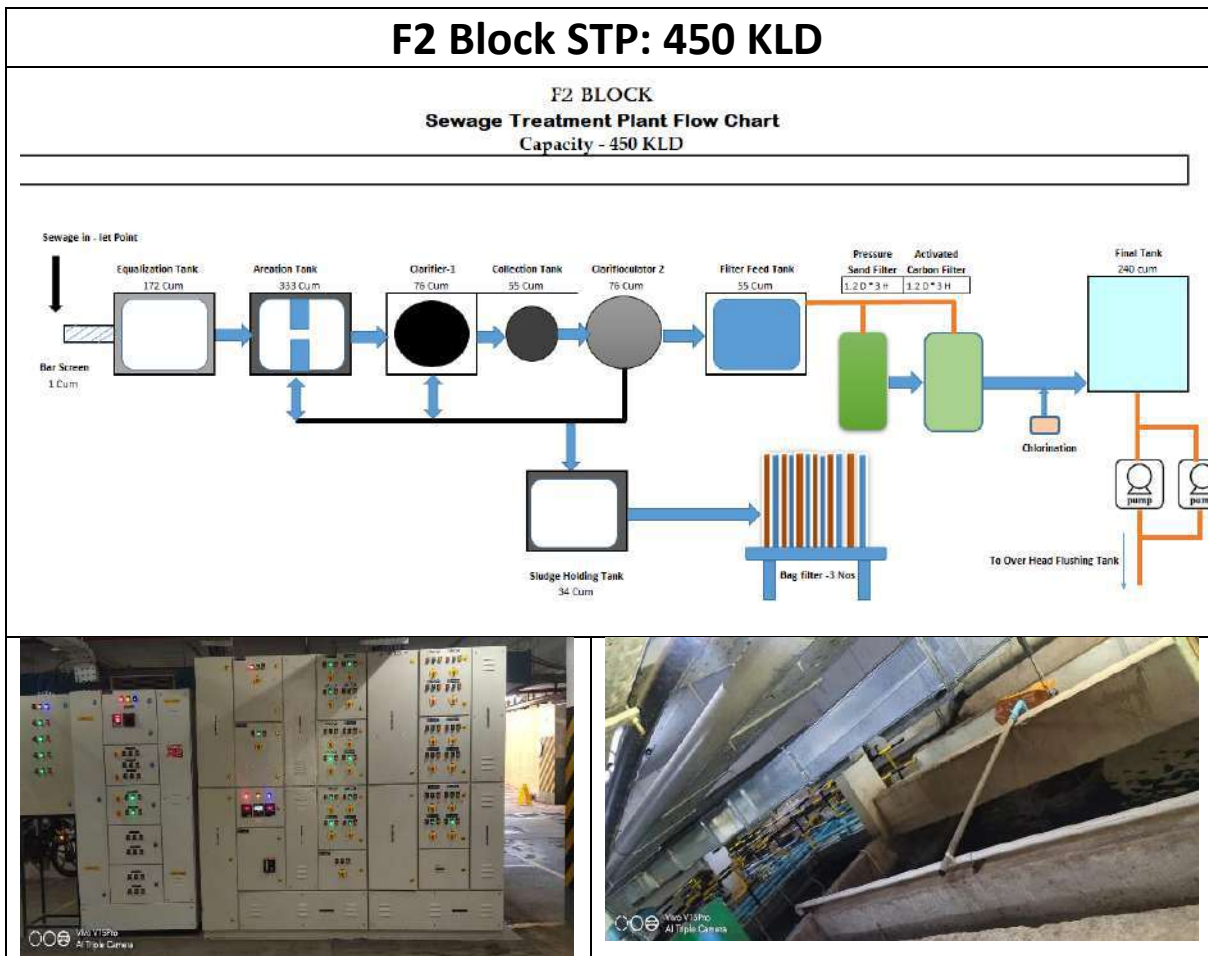 F2 Block STP: 450 KLD
F2 BLOCK
Sewage Treatment Plant Flow Chart
Capacity - 450 KLD
Sewage in - let Point
Equalization Tank
172 Cum
Areation Tank
333 Cum
Clarifier-1
76 Cum
Collection Tank
55 Cum
Clarifloculator 2
76 Cum
Filter Feed Tank
55 Cum
Pressure
Sand Filter
1.2 D * 3 H
Activated
Carbon Filter
1.2 D * 3 H
Final Tank
240 cum
Bar Screen
1 Cum
Chlorination
pump
pum
To Over Head Flushing Tank
Sludge Holding Tank
34 Cum
Bag filter -3 Nos
Vivo V15Pro
AI Triple Camera
Vivo V15Pro
AI Triple Camera